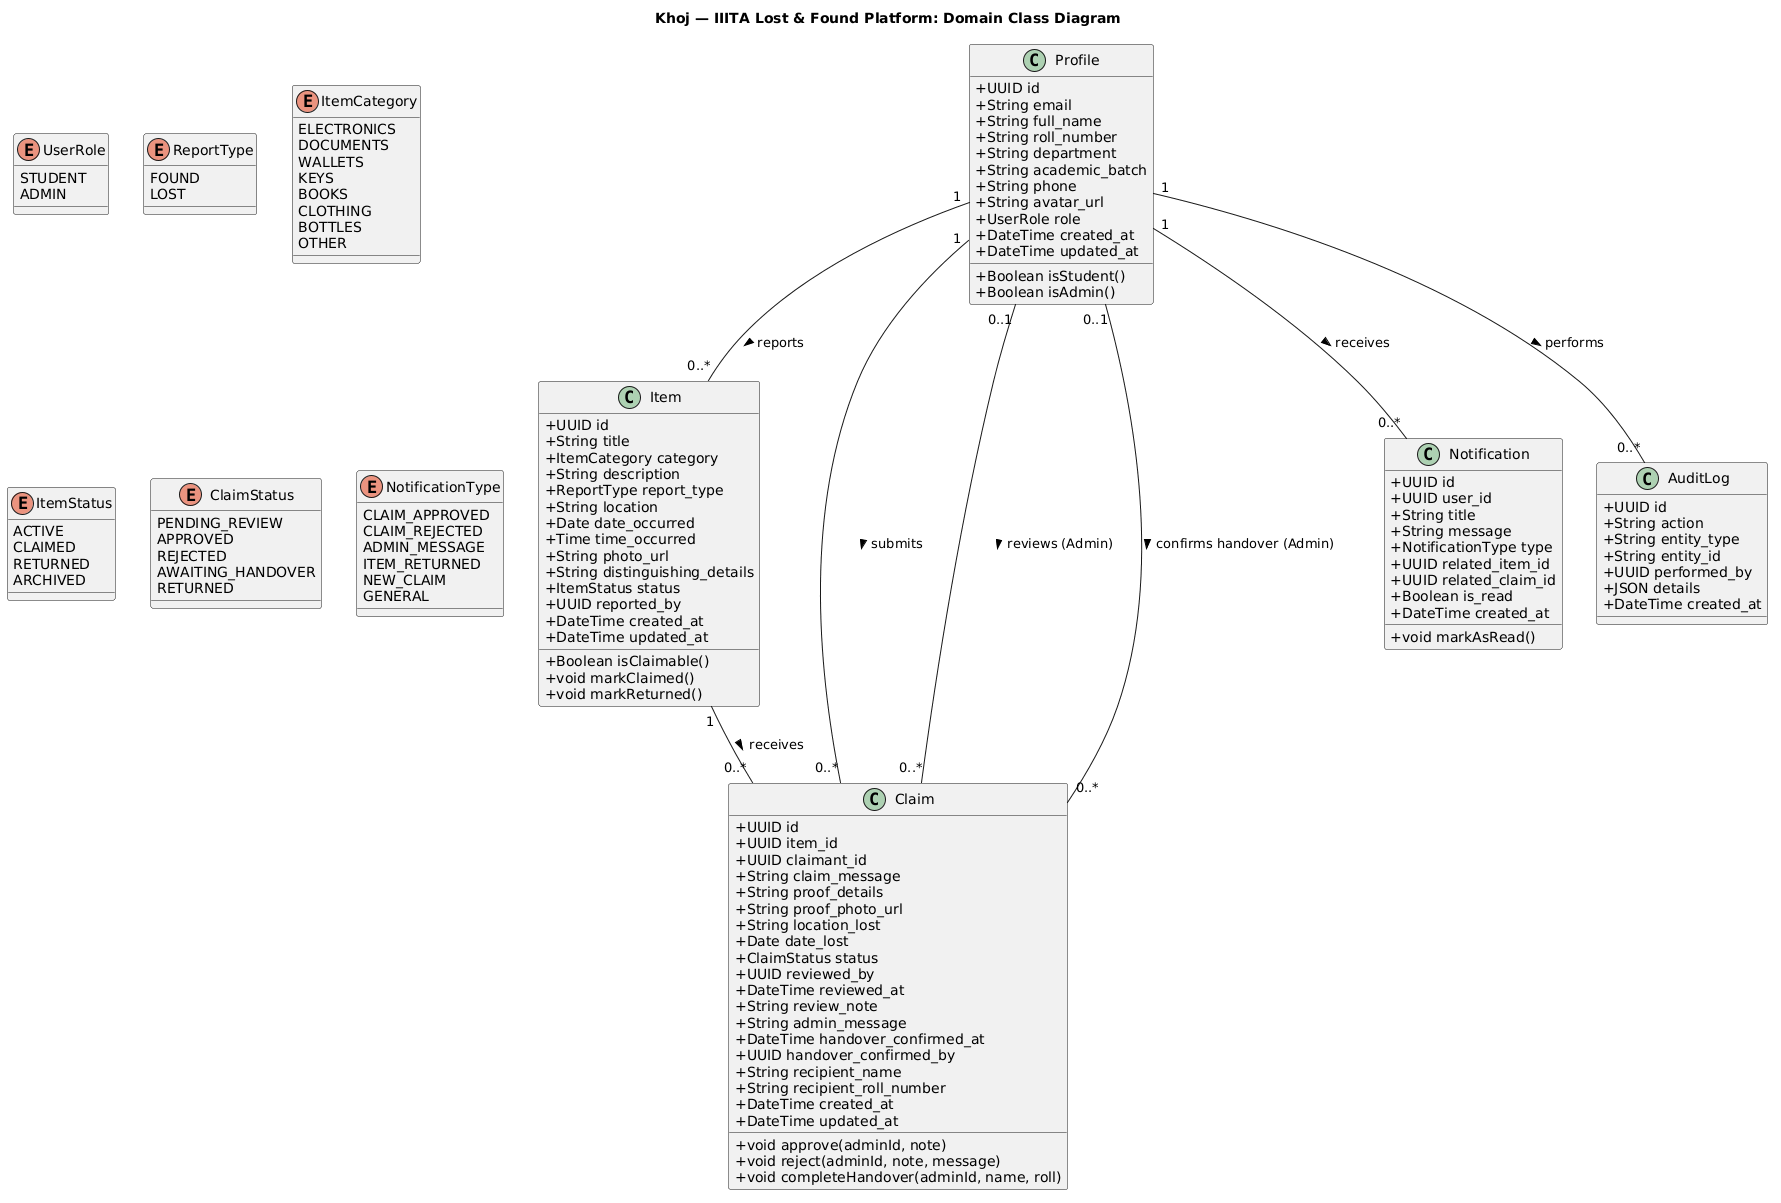 Khoj — IIITA Lost & Found Platform: Domain Class Diagram
E UserRole
STUDENT
ADMIN
E ReportType
FOUND
LOST
E ItemCategory
ELECTRONICS
DOCUMENTS
WALLETS
KEYS
BOOKS
CLOTHING
BOTTLES
OTHER
C Profile
+UUID id
+String email
+String full_name
+String roll_number
+String department
+String academic_batch
+String phone
+String avatar_url
+UserRole role
+DateTime created_at
+DateTime updated_at
+Boolean isStudent()
+Boolean isAdmin()
1
1
1
1
0..1
0..1
reports
receives
performs
0..*
0..*
0..*
E ItemStatus
ACTIVE
CLAIMED
RETURNED
ARCHIVED
E ClaimStatus
PENDING_REVIEW
APPROVED
REJECTED
AWAITING_HANDOVER
RETURNED
E NotificationType
CLAIM_APPROVED
CLAIM_REJECTED
ADMIN_MESSAGE
ITEM_RETURNED
NEW_CLAIM
GENERAL
C Item
+UUID id
+String title
+ItemCategory category
+String description
+ReportType report_type
+String location
+Date date_occurred
+Time time_occurred
+String photo_url
+String distinguishing_details
+ItemStatus status
+UUID reported_by
+DateTime created_at
+DateTime updated_at
+Boolean isClaimable()
+void markClaimed()
+void markReturned()
submits
reviews (Admin)
confirms handover (Admin)
C Notification
+UUID id
+UUID user_id
+String title
+String message
+NotificationType type
+UUID related_item_id
+UUID related_claim_id
+Boolean is_read
+DateTime created_at
+void markAsRead()
C AuditLog
+UUID id
+String action
+String entity_type
+String entity_id
+UUID performed_by
+JSON details
+DateTime created_at
1
receives
0..*
0..*
0..*
0..*
C Claim
+UUID id
+UUID item_id
+UUID claimant_id
+String claim_message
+String proof_details
+String proof_photo_url
+String location_lost
+Date date_lost
+ClaimStatus status
+UUID reviewed_by
+DateTime reviewed_at
+String review_note
+String admin_message
+DateTime handover_confirmed_at
+UUID handover_confirmed_by
+String recipient_name
+String recipient_roll_number
+DateTime created_at
+DateTime updated_at
+void approve(adminId, note)
+void reject(adminId, note, message)
+void completeHandover(adminId, name, roll)